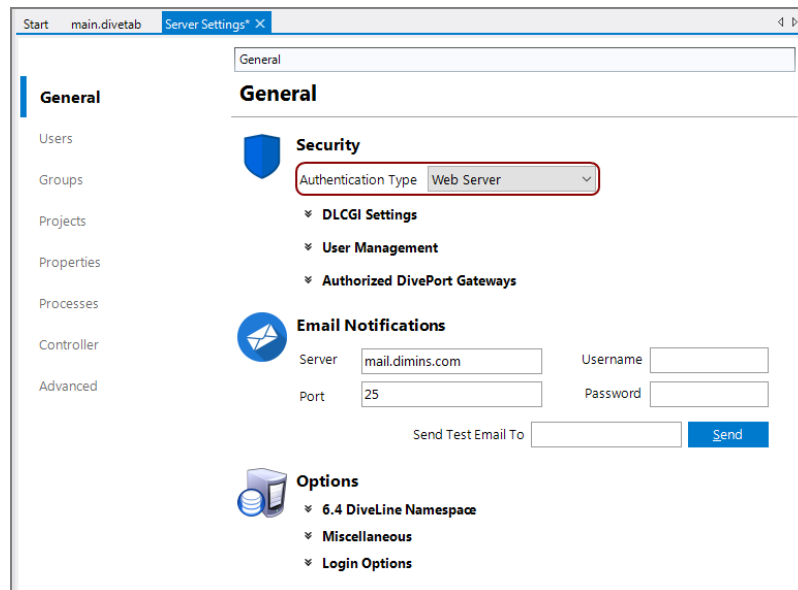 Start main.divetab Server Settings*
General
General
General
Users
Groups
Projects
Properties
Processes
Controller
Advanced
Security
Authentication Type Web Server
DLCGI Settings
User Management
Authorized DivePort Gateways
Email Notifications
Server mail.dimins.com Username
Port 25 Password
Send Test Email To Send
Options
6.4 DiveLine Namespace
Miscellaneous
Login Options